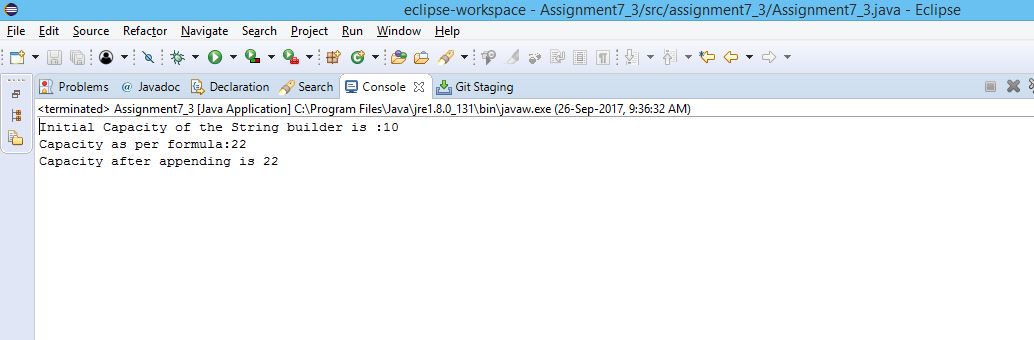 eclipse-workspace - Assignment7_3/src/assignment7_3/Assignment7_3.java - Eclipse
File Edit Source Refactor Navigate Search Project Run Window Help
Problems @ Javadoc Declaration Search Console Git Staging
<terminated> Assignment7_3 [Java Application] C:\Program Files\Java\jre1.8.0_131\bin\javaw.exe (26-Sep-2017, 9:36:32 AM)
Initial Capacity of the String builder is :10
Capacity as per formula:22
Capacity after appending is 22